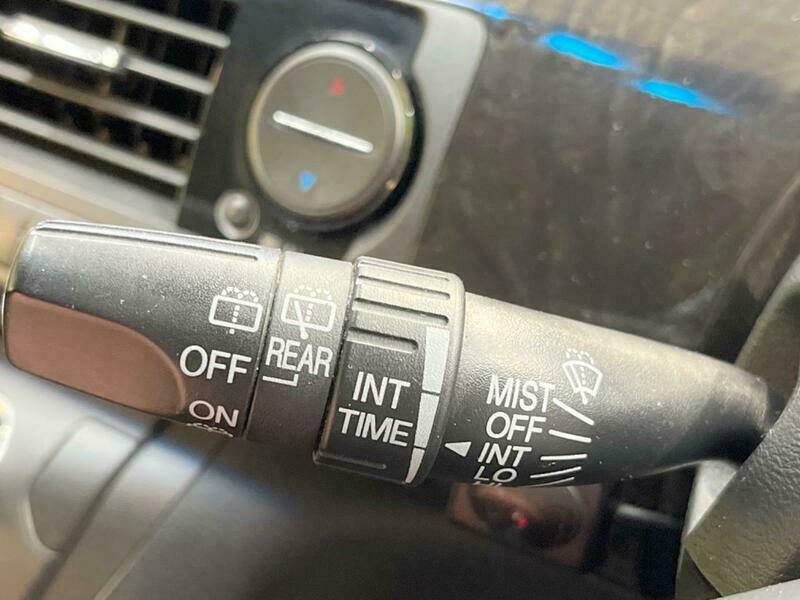 OFF
ON
REAR
INT
TIME
MIST
OFF
INT
LO